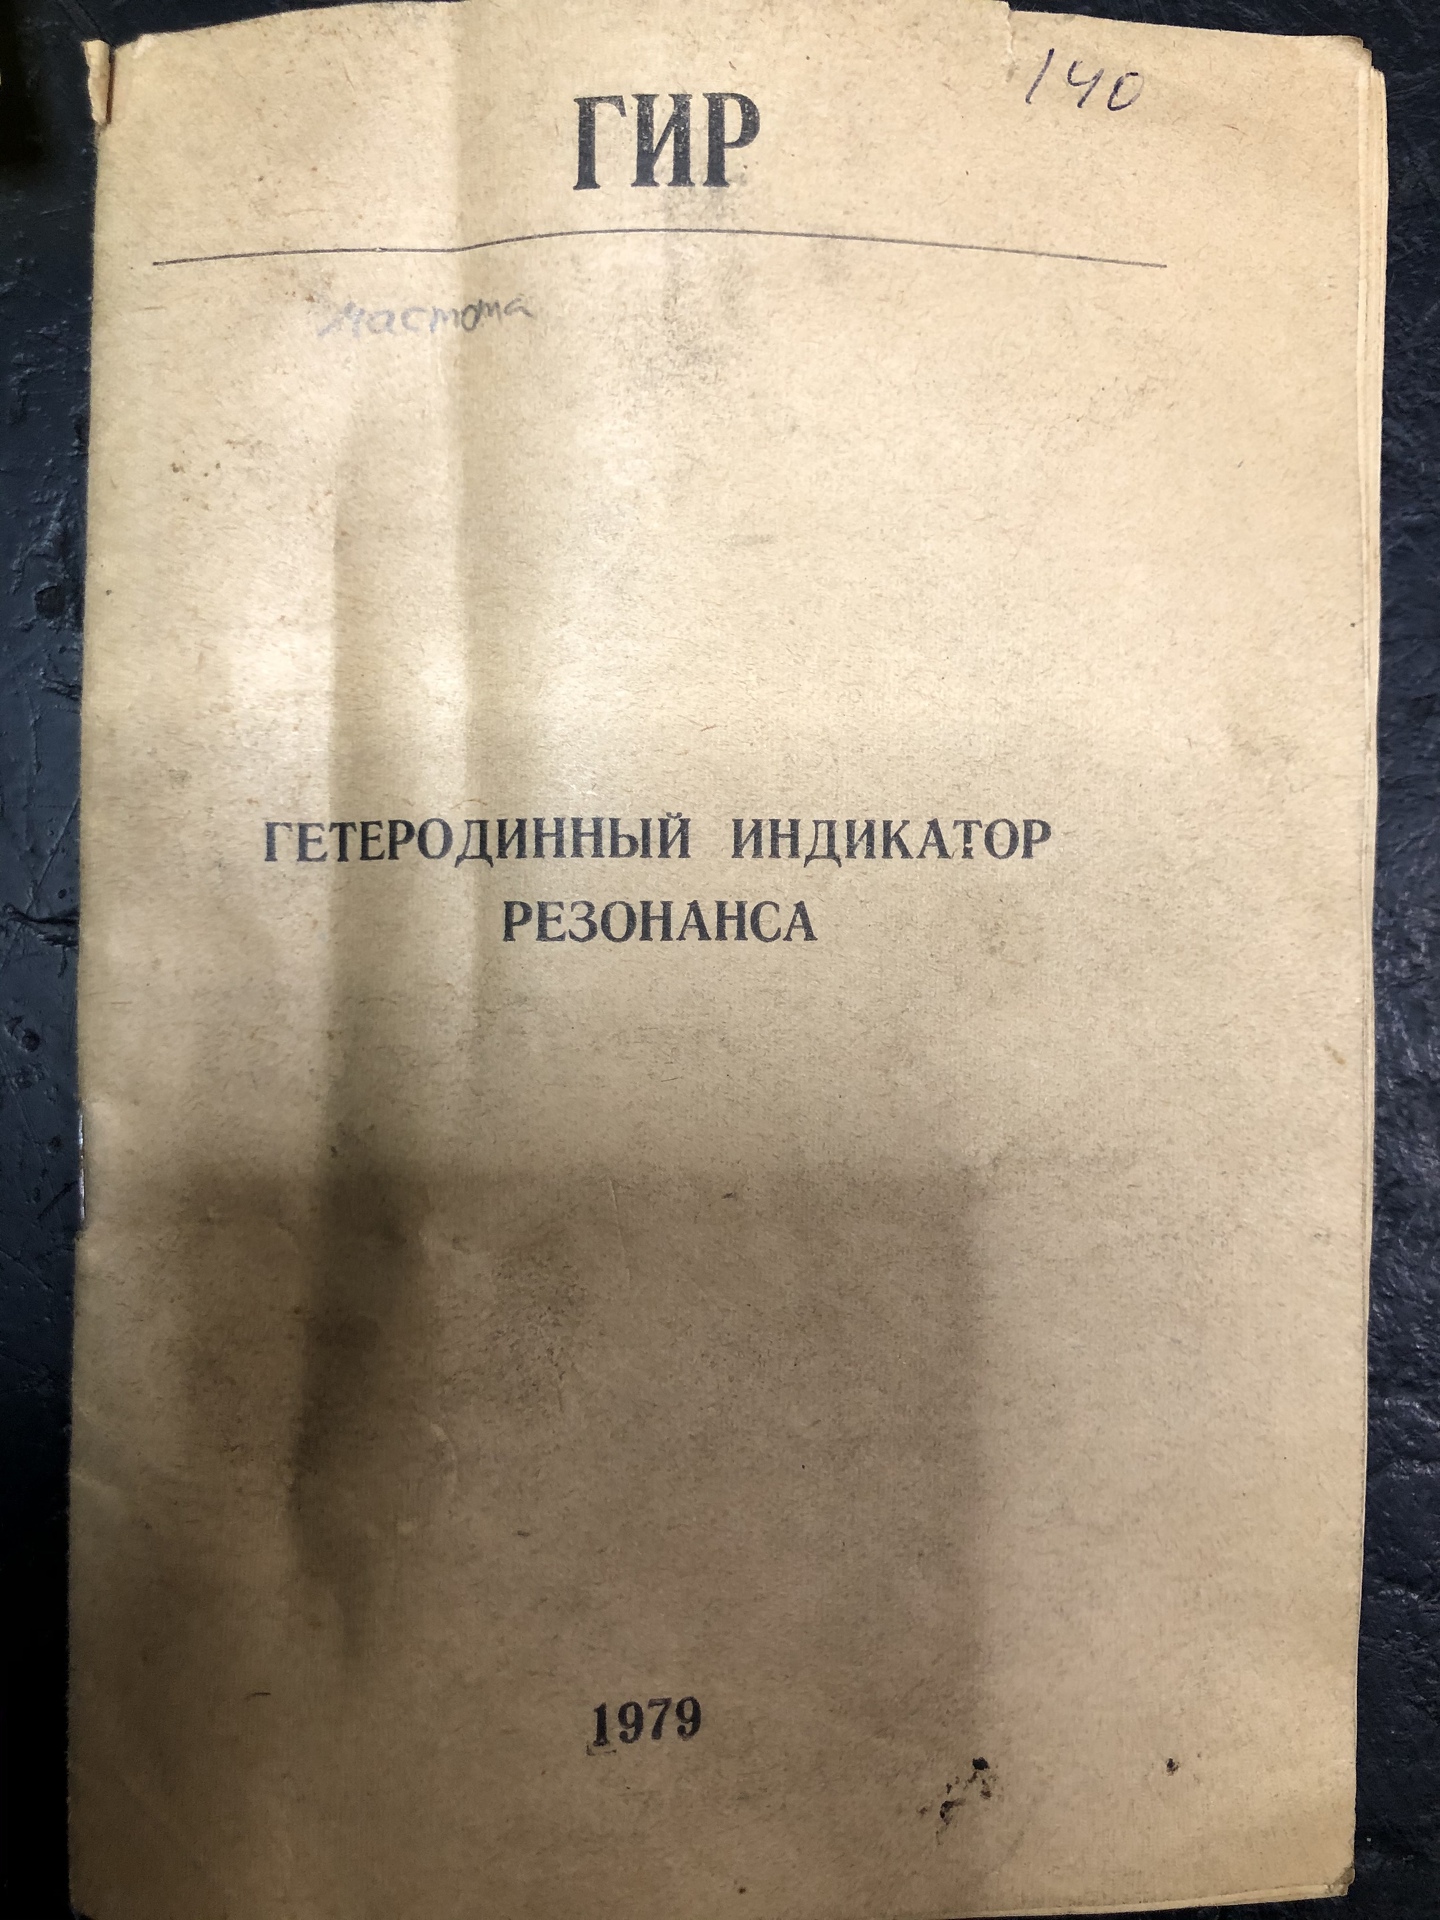 140
ГИР
частота
ГЕТЕРОДИННЫЙ ИНДИКАТОР
РЕЗОНАНСА
1979